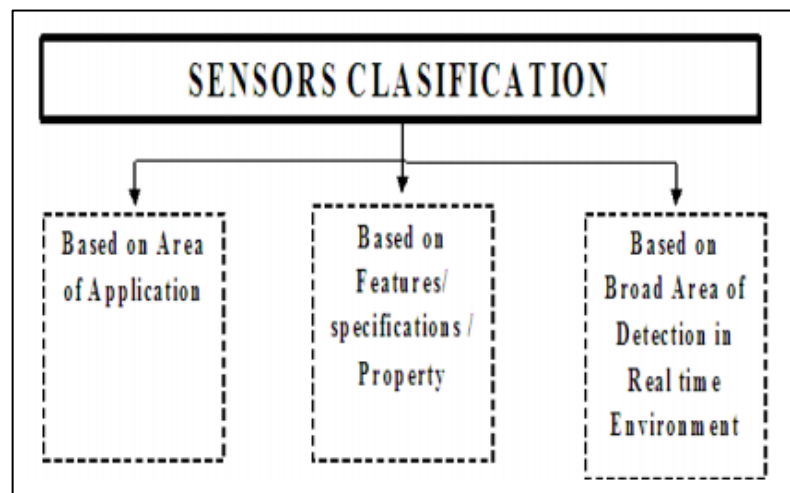 SENSORS CLASIFICATION
Based on Area
of Application
Based on
Features/
specifications /
Property
Based on
Broad Area of
Detection in
Real time
Environment